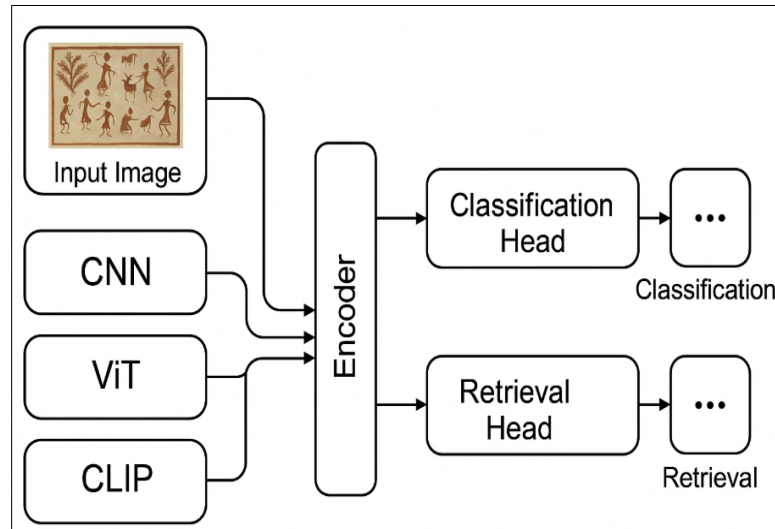 Input Image
CNN
ViT
CLIP
Encoder
Classification
Head
•••
Classification
Retrieval
Head
•••
Retrieval